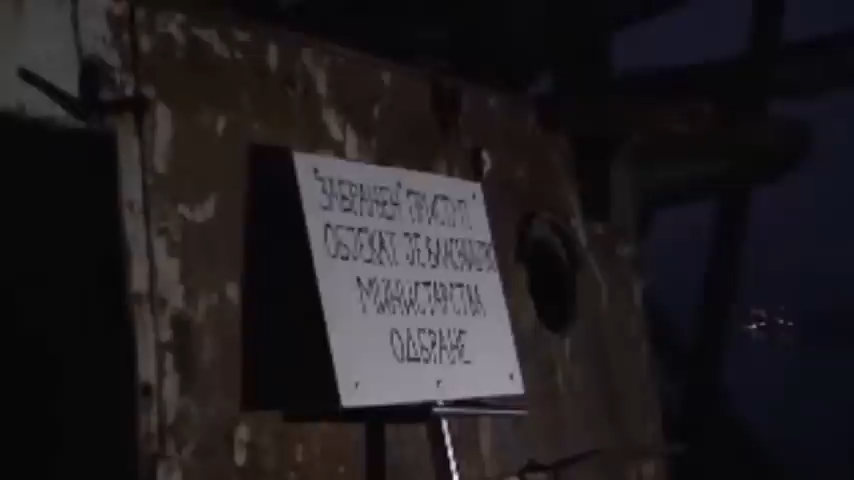 "ЗАБРАЊЕН" ПРИСТУП"
ОБЈЕКАТ ЈЕ ВЛАСНИШТВО
МИНИСТАРСТВА
ОДБРАНЕ